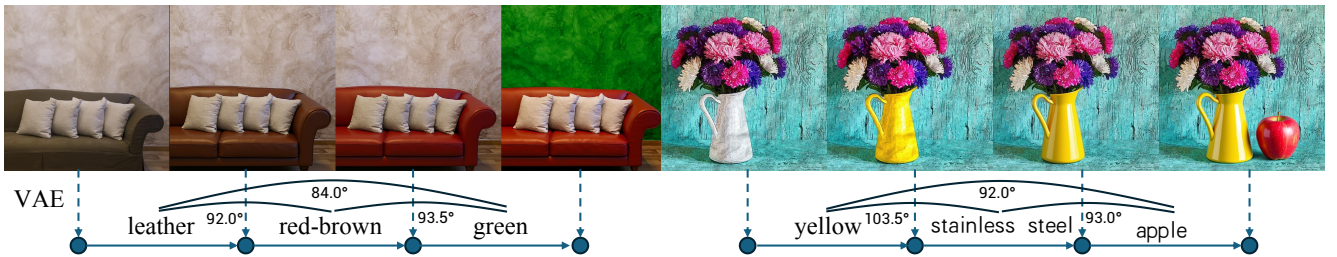 84.0°
92.0°
VAE
leather 92.0° red-brown 93.5° green
yellow 103.5° stainless steel 93.0° apple